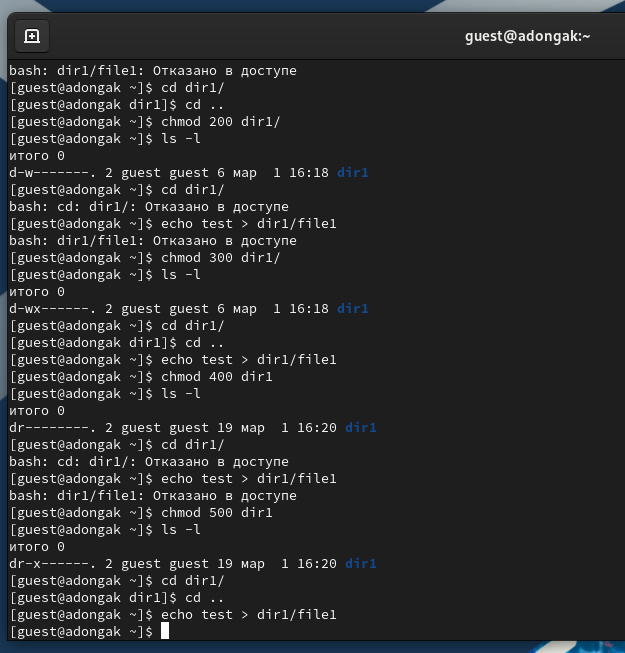 guest@adongak:~
bash: dir1/file1: Отказано в доступе
[guest@adongak ~]$ cd dir1/
[guest@adongak dir1]$ cd ..
[guest@adongak ~]$ chmod 200 dir1/
[guest@adongak ~]$ ls -l
итого 0
d-w-------. 2 guest guest 6 мар  1 16:18 dir1
[guest@adongak ~]$ cd dir1/
bash: cd: dir1/: Отказано в доступе
[guest@adongak ~]$ echo test > dir1/file1
bash: dir1/file1: Отказано в доступе
[guest@adongak ~]$ chmod 300 dir1/
[guest@adongak ~]$ ls -l
итого 0
d-wx------. 2 guest guest 6 мар  1 16:18 dir1
[guest@adongak ~]$ cd dir1/
[guest@adongak dir1]$ cd ..
[guest@adongak ~]$ echo test > dir1/file1
[guest@adongak ~]$ chmod 400 dir1
[guest@adongak ~]$ ls -l
итого 0
dr--------. 2 guest guest 19 мар  1 16:20 dir1
[guest@adongak ~]$ cd dir1/
bash: cd: dir1/: Отказано в доступе
[guest@adongak ~]$ echo test > dir1/file1
bash: dir1/file1: Отказано в доступе
[guest@adongak ~]$ chmod 500 dir1
[guest@adongak ~]$ ls -l
итого 0
dr-x------. 2 guest guest 19 мар  1 16:20 dir1
[guest@adongak ~]$ cd dir1/
[guest@adongak dir1]$ cd ..
[guest@adongak ~]$ echo test > dir1/file1
[guest@adongak ~]$